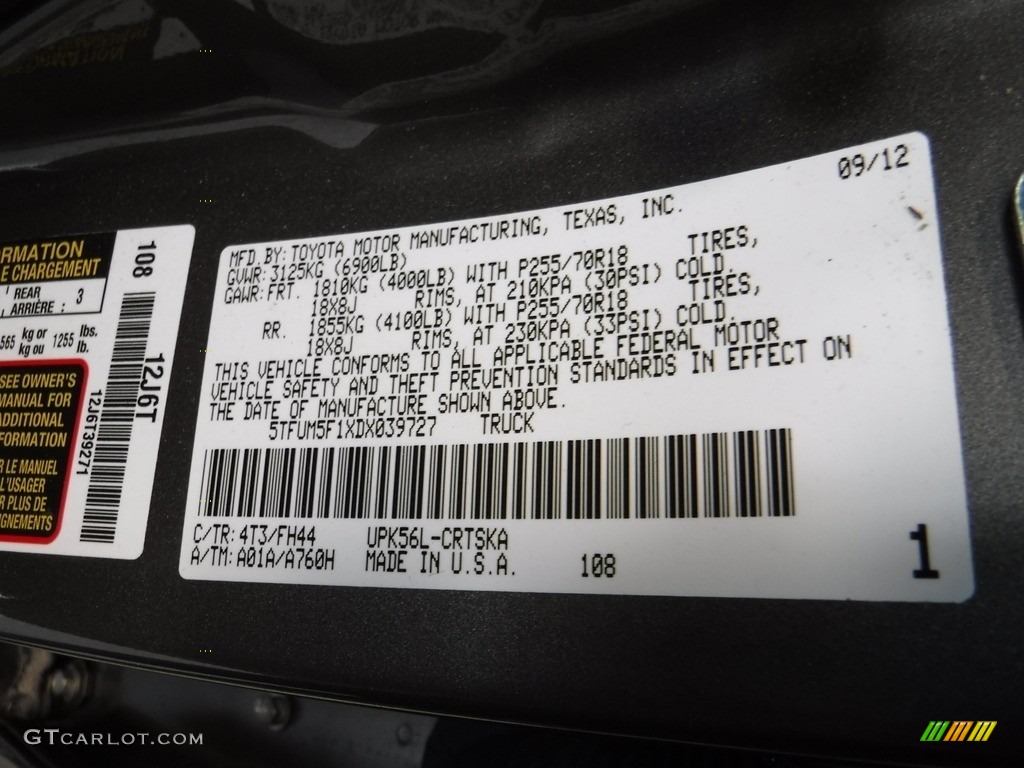 ORMATION
E CHARGEMENT
REAR
ARRIÈRE : 3
565 kg or 1255 lbs.
kg ou lb.
SEE OWNER'S
MANUAL FOR
ADDITIONAL
FORMATION
R LE MANUEL
L'USAGER
R PLUS DE
IGNEMENTS
108
12J6T
12J6T39271
09/12
MFD. BY: TOYOTA MOTOR MANUFACTURING, TEXAS, INC.
GVWR: 3125KG (6900LB)
GAWR: FRT. 1810KG (4000LB) WITH P255/70R18 TIRES,
18X8J RIMS, AT 210KPA (30PSI) COLD.
RR. 1855KG (4100LB) WITH P255/70R18 TIRES,
18X8J RIMS, AT 230KPA (33PSI) COLD.
THIS VEHICLE CONFORMS TO ALL APPLICABLE FEDERAL MOTOR
VEHICLE SAFETY AND THEFT PREVENTION STANDARDS IN EFFECT ON
THE DATE OF MANUFACTURE SHOWN ABOVE.
5TFUM5F1XDX039727 TRUCK
C/TR: 4T3/FH44 UPK56L-CRTSKA
A/TM: A01A/A760H MADE IN U.S.A. 108
1
GTCARLOT.COM